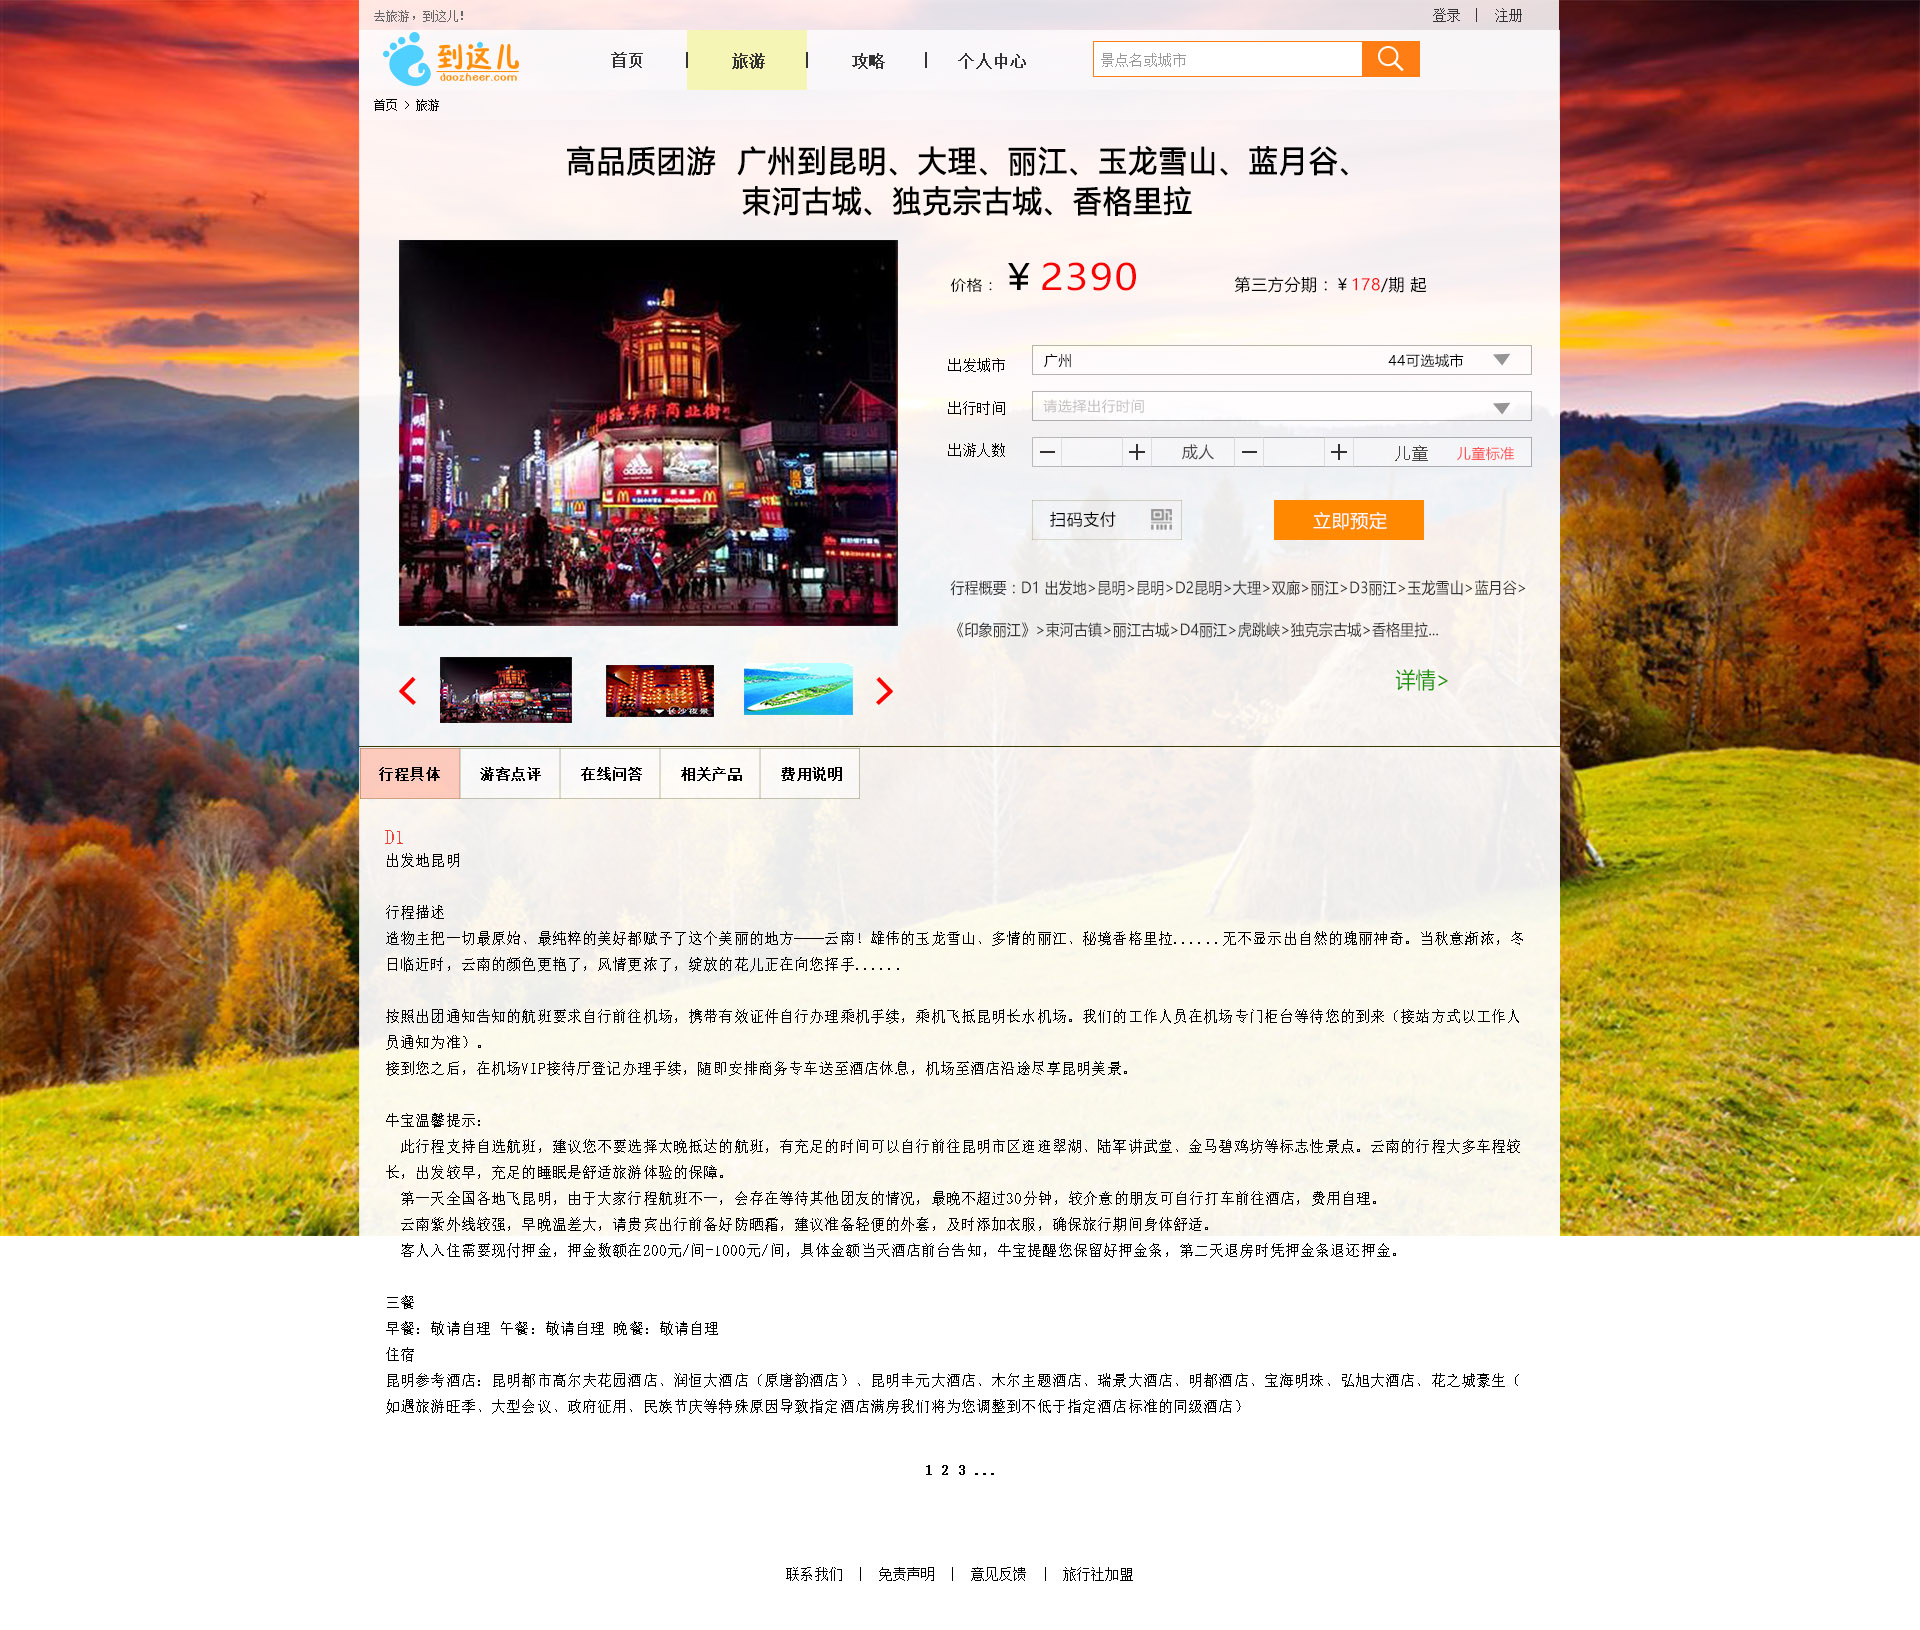 去旅游，到这儿！
登录 | 注册
到这儿
daozheer.com
首页
旅游
攻略
个人中心
景点名或城市
首页 > 旅游
高品质团游 广州到昆明、大理、丽江、玉龙雪山、蓝月谷、
束河古城、独克宗古城、香格里拉
价格： ¥ 2390
第三方分期：¥178/期 起
出发城市 广州 44可选城市
出行时间 请选择出行时间
出游人数 — + 成人 — + 儿童 儿童标准
扫码支付
立即预定
行程概要：D1 出发地>昆明>昆明>D2昆明>大理>双廊>丽江>D3丽江>玉龙雪山>蓝月谷>
《印象丽江》>束河古镇>丽江古城>D4丽江>虎跳峡>独克宗古城>香格里拉...
详情>
adidas
McDonald's
长沙夜景
行程具体 游客点评 在线问答 相关产品 费用说明
D1
出发地昆明
行程描述
造物主把一切最原始、最纯粹的美好都赋予了这个美丽的地方——云南！雄伟的玉龙雪山、多情的丽江、秘境香格里拉......无不显示出自然的瑰丽神奇。当秋意渐浓，冬
日临近时，云南的颜色更艳了，风情更浓了，绽放的花儿正在向您挥手......
按照出团通知告知的航班要求自行前往机场，携带有效证件自行办理乘机手续，乘机飞抵昆明长水机场。我们的工作人员在机场专门柜台等待您的到来（接站方式以工作人
员通知为准）。
接到您之后，在机场VIP接待厅登记办理手续，随即安排商务专车送至酒店休息，机场至酒店沿途尽享昆明美景。
牛宝温馨提示：
此行程支持自选航班，建议您不要选择太晚抵达的航班，有充足的时间可以自行前往昆明市区逛逛翠湖、陆军讲武堂、金马碧鸡坊等标志性景点。云南的行程大多车程较
长，出发较早，充足的睡眠是舒适旅游体验的保障。
第一天全国各地飞昆明，由于大家行程航班不一，会存在等待其他团友的情况，最晚不超过30分钟，较介意的朋友可自行打车前往酒店，费用自理。
云南紫外线较强，早晚温差大，请贵宾出行前备好防晒霜，建议准备轻便的外套，及时添加衣服，确保旅行期间身体舒适。
客人入住需要现付押金，押金数额在200元/间-1000元/间，具体金额当天酒店前台告知，牛宝提醒您保留好押金条，第二天退房时凭押金条退还押金。
三餐
早餐：敬请自理 午餐：敬请自理 晚餐：敬请自理
住宿
昆明参考酒店：昆明都市高尔夫花园酒店、润恒大酒店（原唐韵酒店）、昆明丰元大酒店、木尔主题酒店、瑞景大酒店、明都酒店、宝海明珠、弘旭大酒店、花之城豪生（
如遇旅游旺季、大型会议、政府征用、民族节庆等特殊原因导致指定酒店满房我们将为您调整到不低于指定酒店标准的同级酒店）
1 2 3 ...
联系我们 | 免责声明 | 意见反馈 | 旅行社加盟